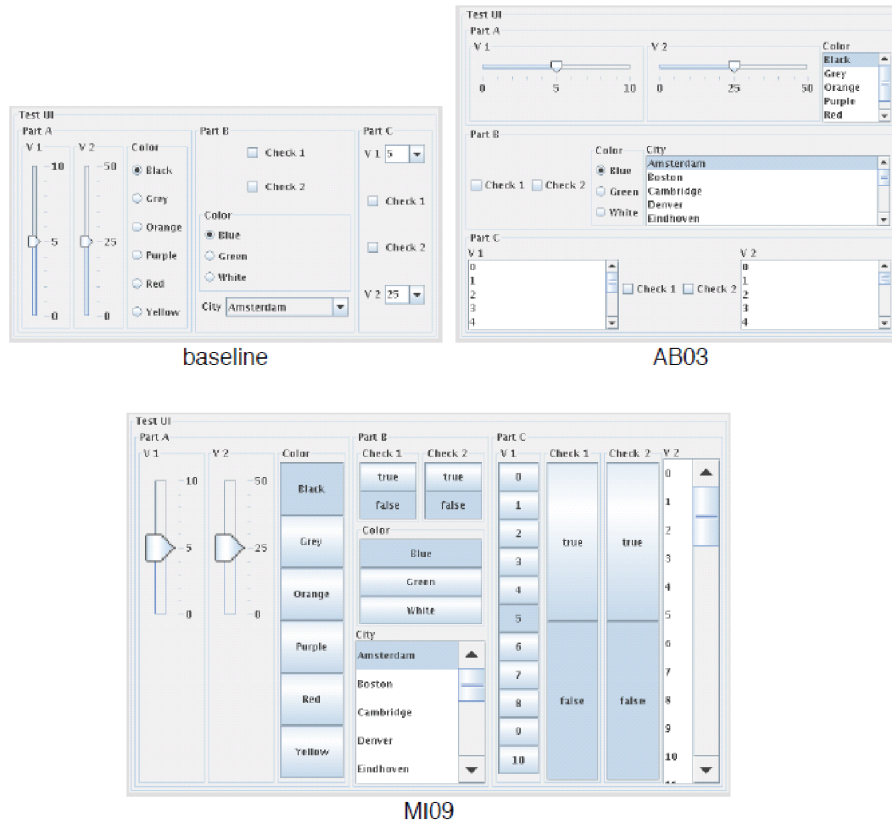 Test UI
Part A
V 1
V 2
Color
10
5
0
50
25
0
Black
Grey
Orange
Purple
Red
Yellow
Part B
Check 1
Check 2
Color
Blue
Green
White
City Amsterdam
Part C
V 1 5
Check 1
Check 2
V 2 25
baseline
Test UI
Part A
V 1
0 5 10
V 2
0 25 50
Color
Black
Grey
Orange
Purple
Red
Part B
Check 1 Check 2
Color
Blue
Green
White
City
Amsterdam
Boston
Cambridge
Denver
Eindhoven
Part C
V 1
0
1
2
3
4
Check 1 Check 2
V 2
0
1
2
3
4
AB03
Test UI
Part A
V 1
10
5
0
V 2
50
25
0
Color
Black
Grey
Orange
Purple
Red
Yellow
Part B
Check 1
true
false
Check 2
true
false
Color
Blue
Green
White
City
Amsterdam
Boston
Cambridge
Denver
Eindhoven
Part C
V 1
0
1
2
3
4
5
6
7
8
9
10
Check 1
true
false
Check 2
true
false
V 2
0
1
2
3
4
5
6
7
8
9
10
MI09